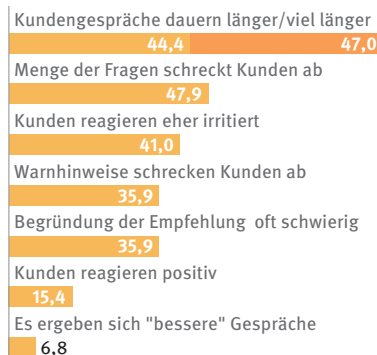 Kundengespräche dauern länger/viel länger
44,4 47,0
Menge der Fragen schreckt Kunden ab
47,9
Kunden reagieren eher irritiert
41,0
Warnhinweise schrecken Kunden ab
35,9
Begründung der Empfehlung oft schwierig
35,9
Kunden reagieren positiv
15,4
Es ergeben sich "bessere" Gespräche
6,8